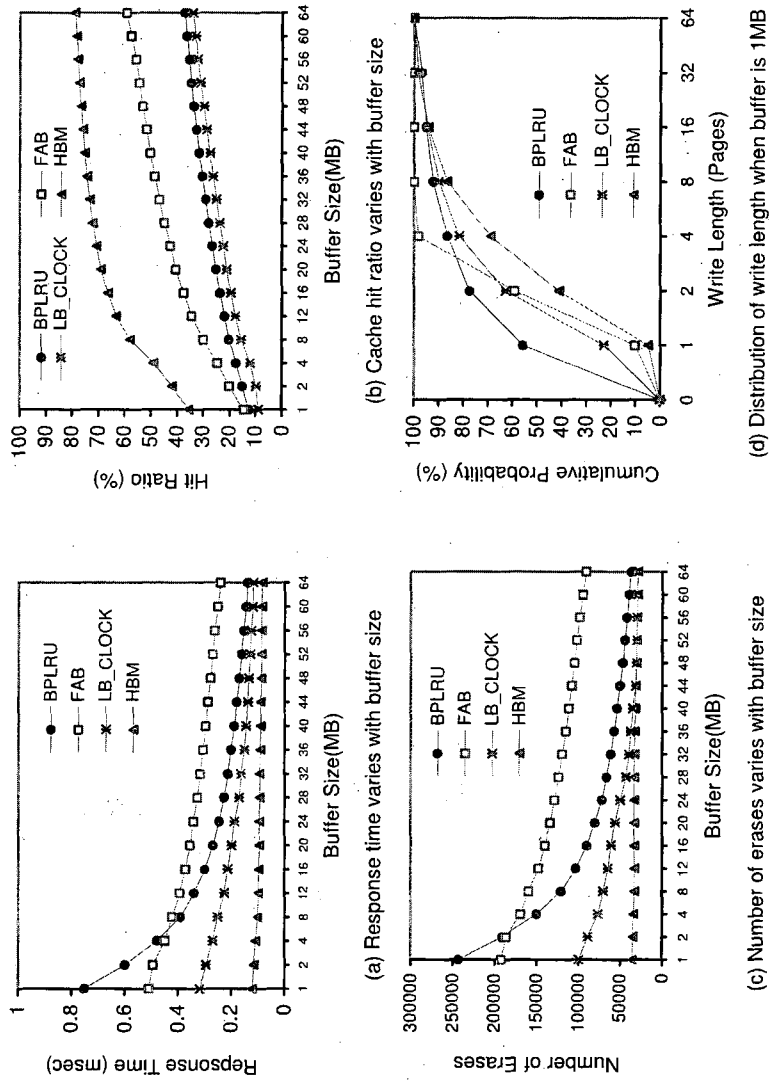 Repsonse Time (msec)
1
0.8
0.6
0.4
0.2
0
BPLRU
FAB
LB_CLOCK
HBM
1 2 4 8 12 16 20 24 28 32 36 40 44 48 52 56 60 64
Buffer Size(MB)
(a) Response time varies with buffer size
Hit Ratio (%)
100
90
80
70
60
50
40
30
20
10
0
BPLRU FAB
LB_CLOCK HBM
1 2 4 8 12 16 20 24 28 32 36 40 44 48 52 56 60 64
Buffer Size(MB)
(b) Cache hit ratio varies with buffer size
Number of Erases
300000
250000
200000
150000
100000
50000
0
BPLRU
FAB
LB_CLOCK
HBM
1 2 4 8 12 16 20 24 28 32 36 40 44 48 52 56 60 64
Buffer Size(MB)
(c) Number of erases varies with buffer size
Cumulative Probability (%)
100
90
80
70
60
50
40
30
20
10
0
BPLRU
FAB
LB_CLOCK
HBM
0 1 2 4 8 16 32 64
Write Length (Pages)
(d) Distribution of write length when buffer is 1MB